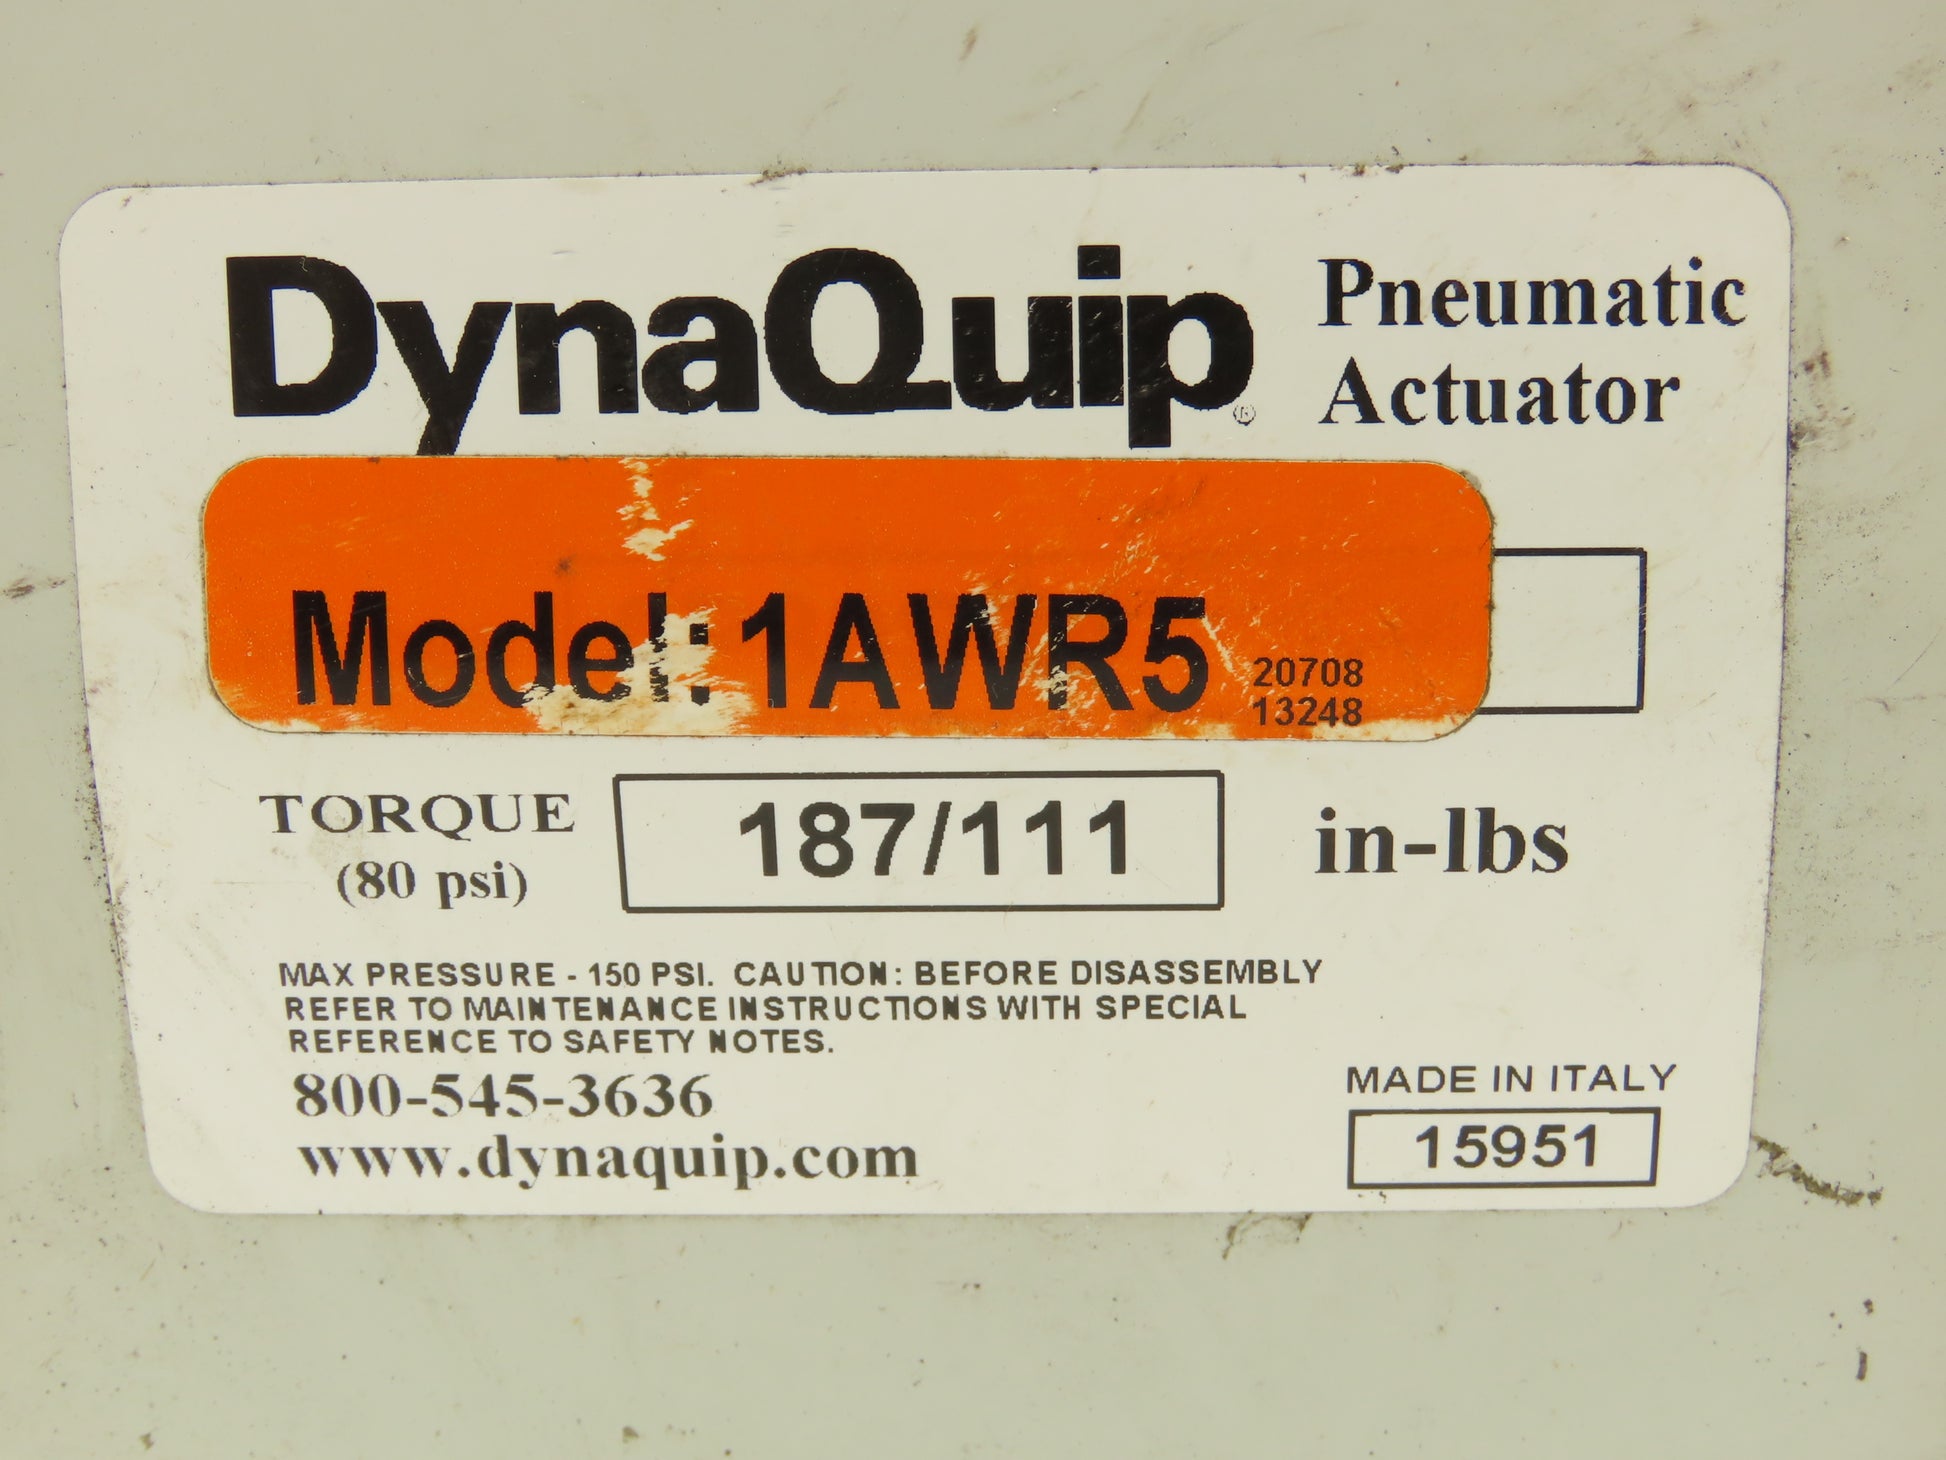 DynaQuip®
Pneumatic
Actuator
Model: 1AWR5
20708
13248
TORQUE
(80 psi)
187/111
in-lbs
MAX PRESSURE - 150 PSI. CAUTION: BEFORE DISASSEMBLY
REFER TO MAINTENANCE INSTRUCTIONS WITH SPECIAL
REFERENCE TO SAFETY NOTES.
800-545-3636
www.dynaquip.com
MADE IN ITALY
15951